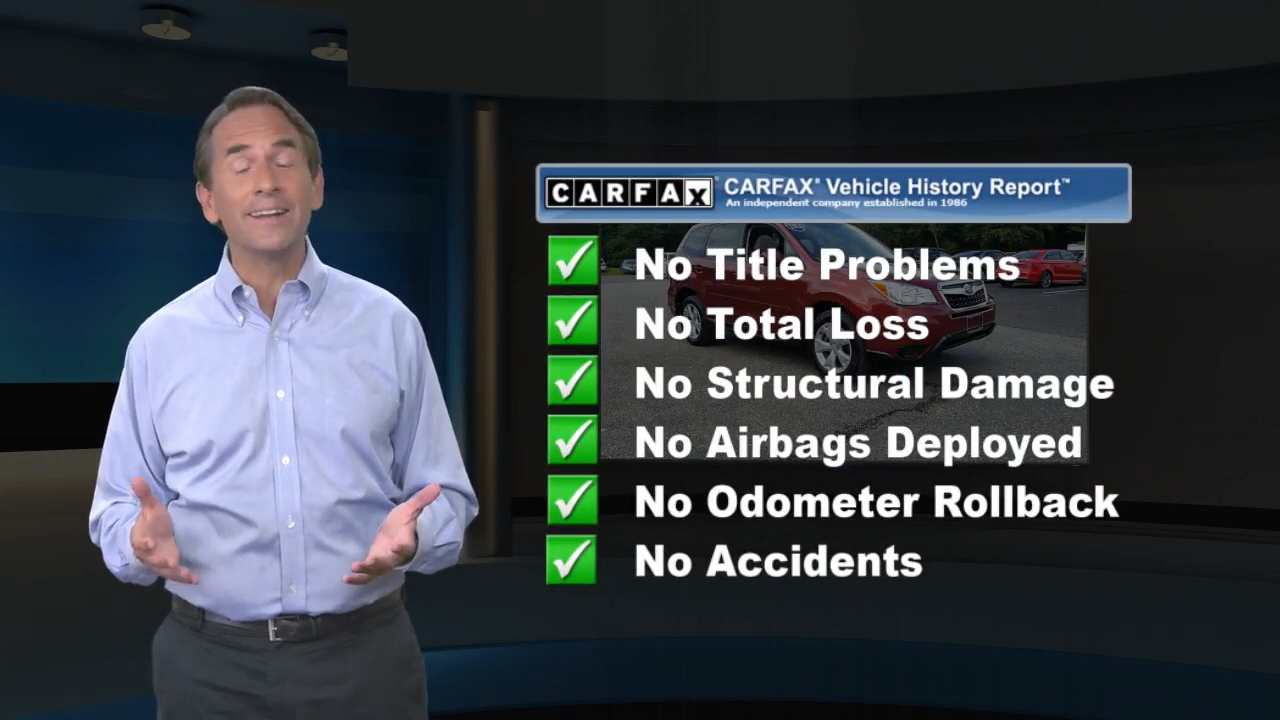 CARFAX® CARFAX® Vehicle History Report™
An independent company established in 1986
No Title Problems
No Total Loss
No Structural Damage
No Airbags Deployed
No Odometer Rollback
No Accidents